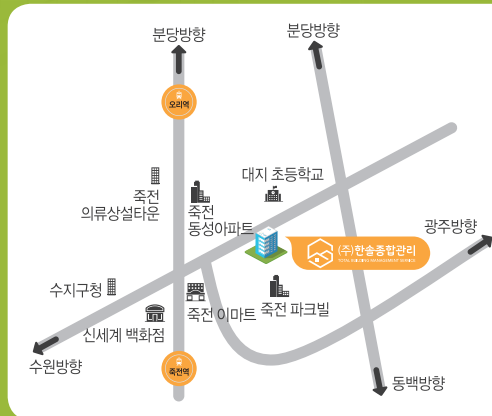 분당방향
분당방향
오리역
대지 초등학교
죽전
의류상설타운
죽전
동성아파트
광주방향
(주)한솔종합관리
수지구청
죽전 이마트
죽전 파크빌
신세계 백화점
수원방향
죽전역
동백방향